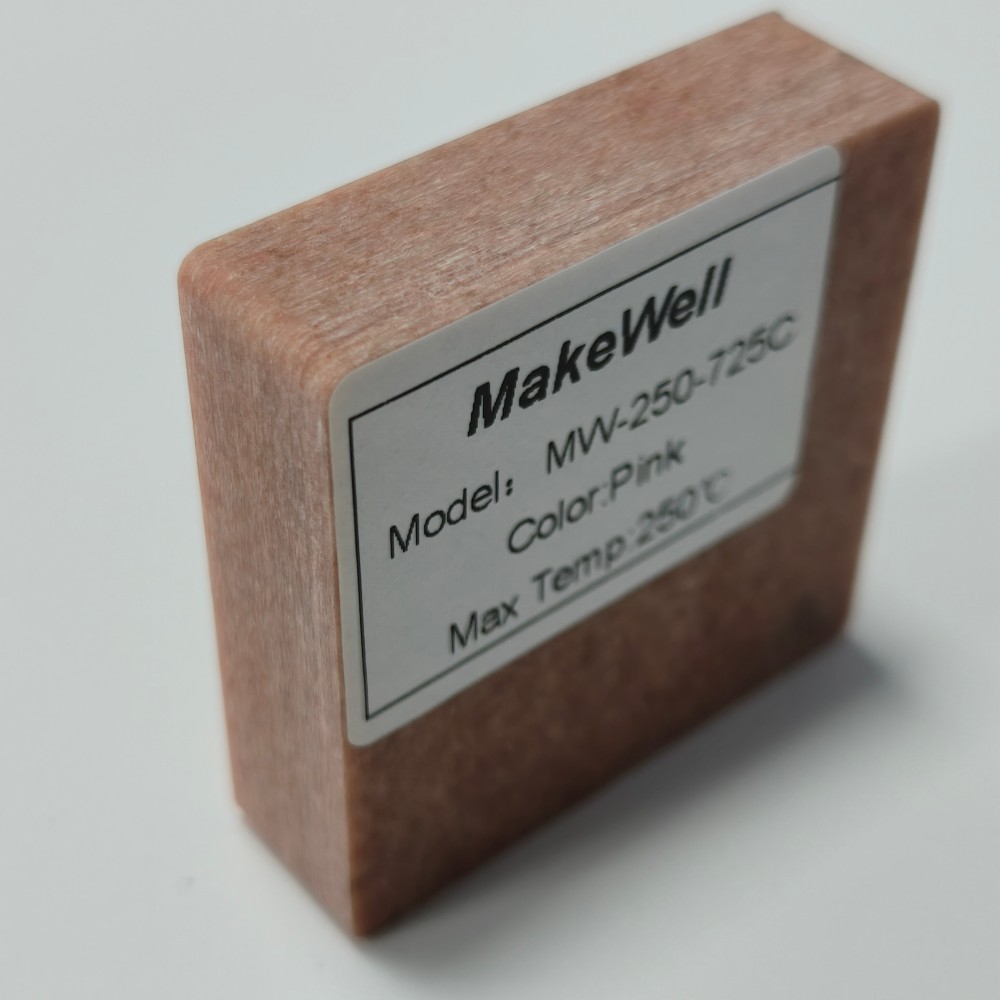 MakeWell
Model： MW-250-725C
Color:Pink
Max Temp:250℃